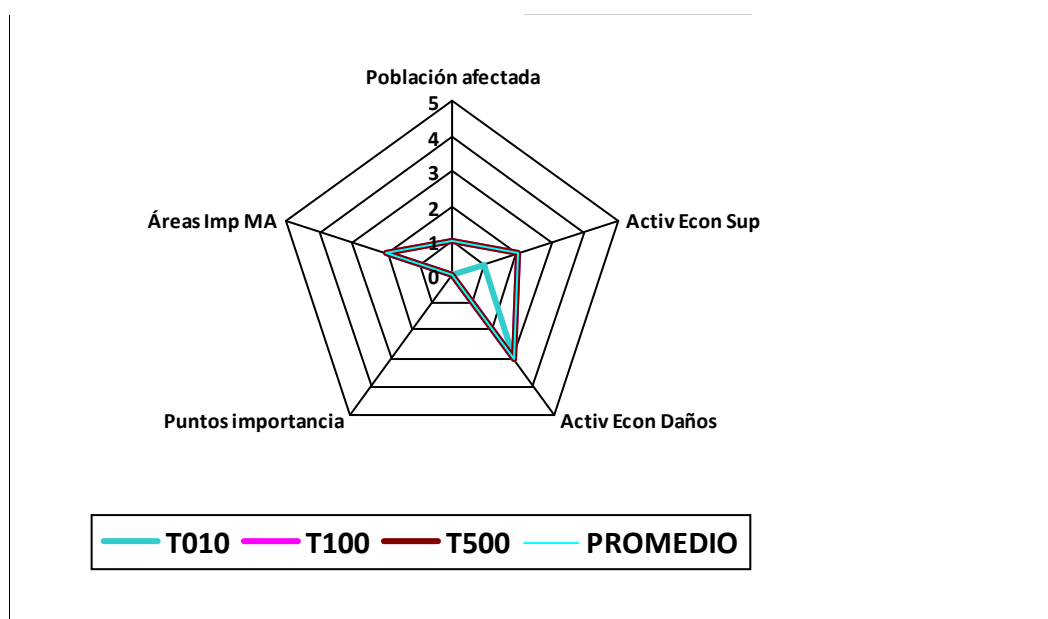 Población afectada
5
4
3
2
1
0
Áreas Imp MA
Activ Econ Sup
Puntos importancia
Activ Econ Daños
T010 T100 T500 PROMEDIO